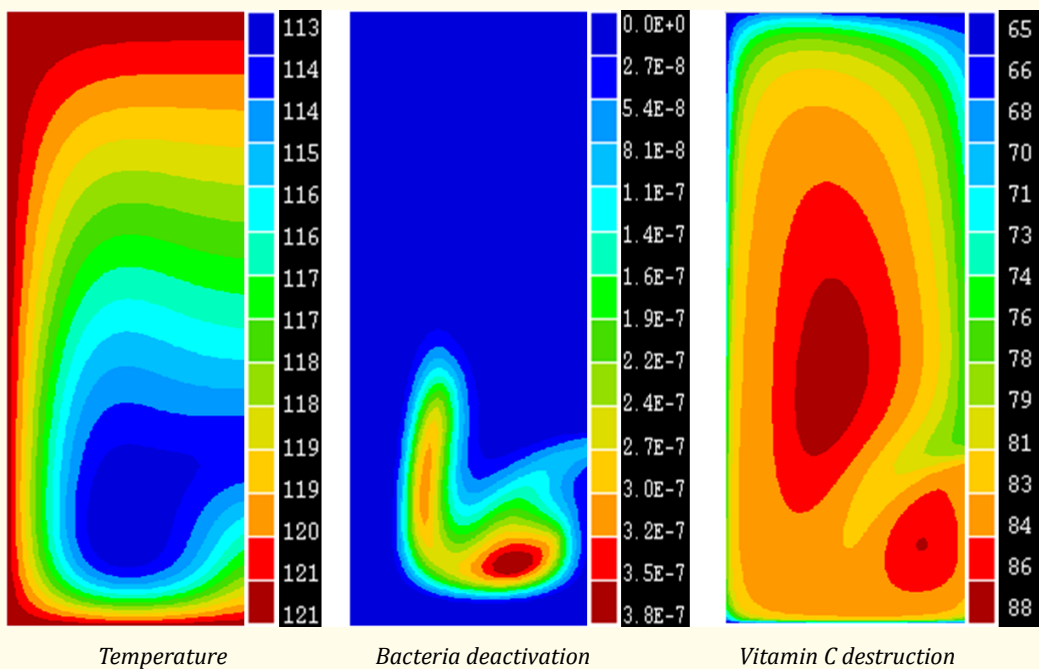 113
114
114
115
116
116
117
117
118
118
119
119
120
121
121
0.0E+0
2.7E-8
5.4E-8
8.1E-8
1.1E-7
1.4E-7
1.6E-7
1.9E-7
2.2E-7
2.4E-7
2.7E-7
3.0E-7
3.2E-7
3.5E-7
3.8E-7
65
66
68
70
71
73
74
76
78
79
81
83
84
86
88
Temperature
Bacteria deactivation
Vitamin C destruction